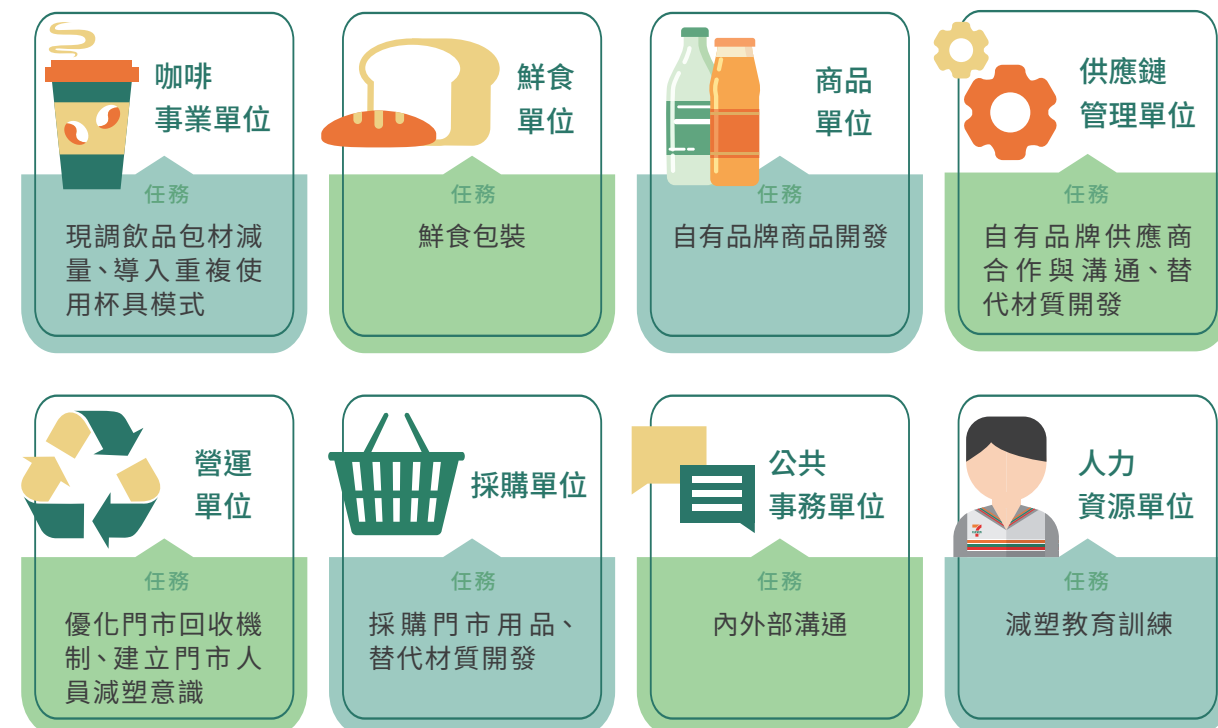 咖啡
事業單位
任務
現調飲品包材減
量、導入重複使
用杯具模式
鮮食
單位
任務
鮮食包裝
商品
單位
任務
自有品牌商品開發
供應鏈
管理單位
任務
自有品牌供應商
合作與溝通、替
代材質開發
營運
單位
任務
優化門市回收機
制、建立門市人
員減塑意識
採購單位
任務
採購門市用品、
替代材質開發
公共
事務單位
任務
內外部溝通
人力
資源單位
7
任務
減塑教育訓練